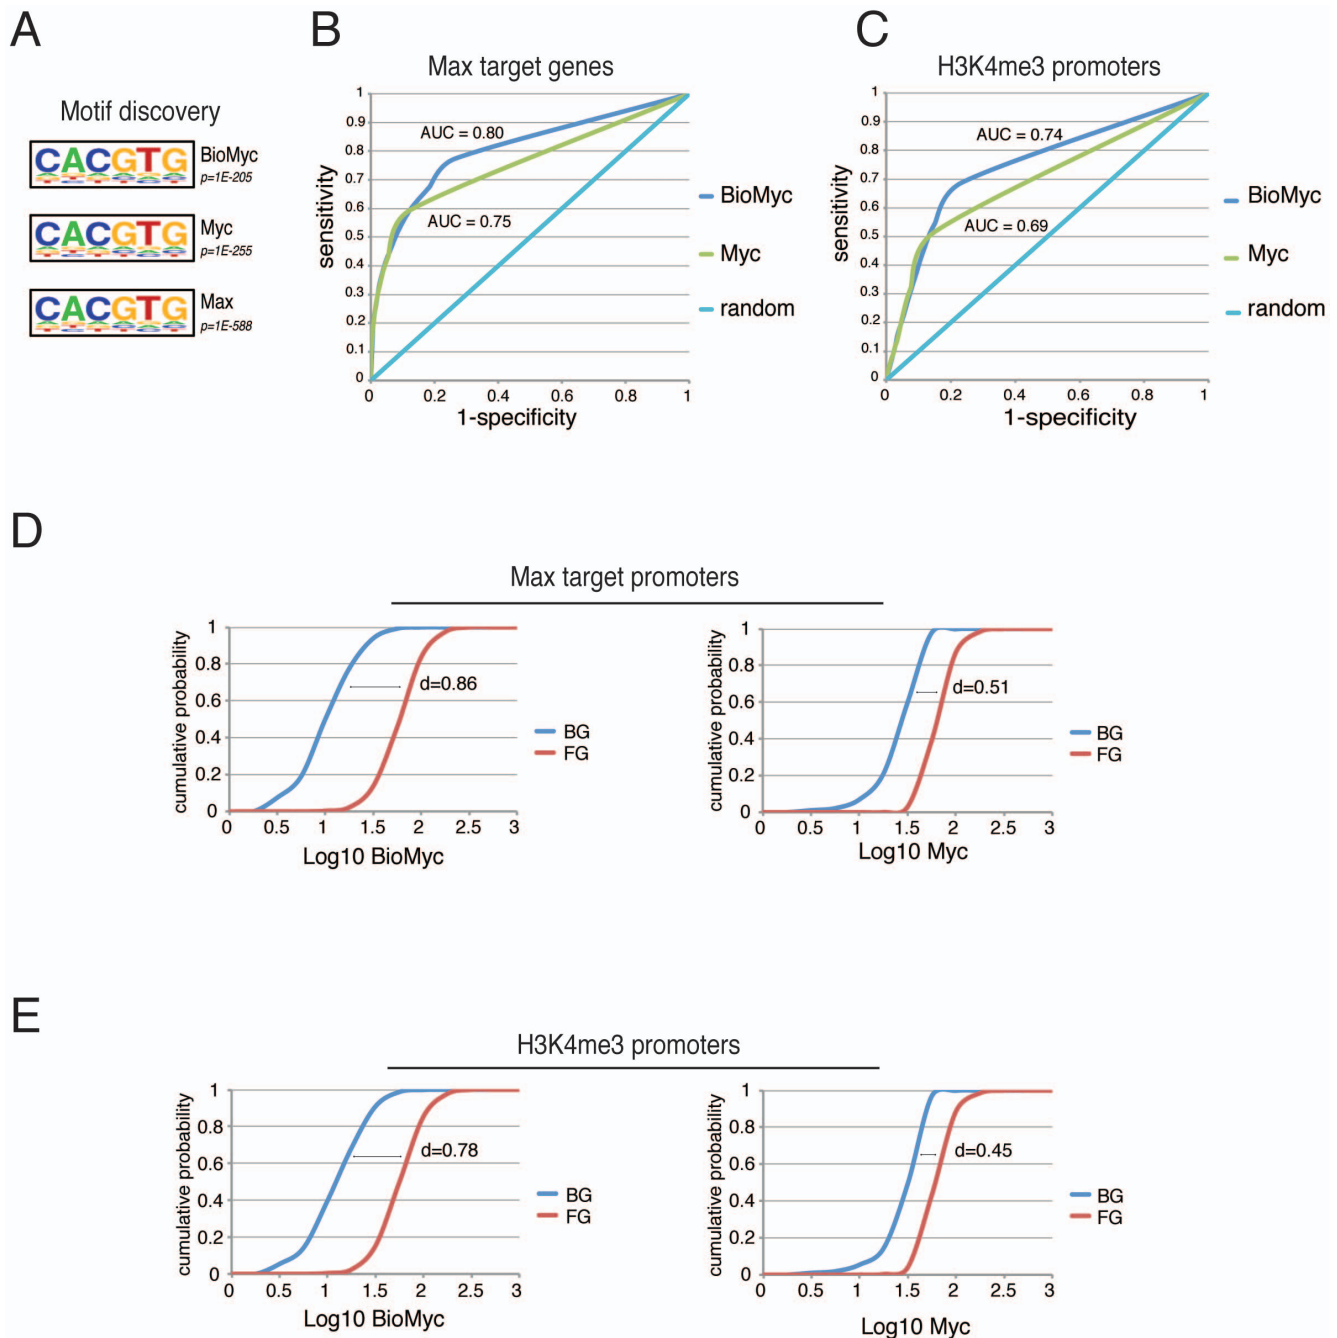 A
Motif discovery
CACGTG
BioMyc
p=1E-205
CACGTG
Myc
p=1E-255
CACGTG
Max
p=1E-588
B
Max target genes
1
0.9
0.8
0.7
0.6
0.5
0.4
0.3
0.2
0.1
0
sensitivity
AUC = 0.80
AUC = 0.75
0 0.2 0.4 0.6 0.8 1
1-specificity
BioMyc
Myc
random
C
H3K4me3 promoters
1
0.9
0.8
0.7
0.6
0.5
0.4
0.3
0.2
0.1
0
sensitivity
AUC = 0.74
AUC = 0.69
0 0.2 0.4 0.6 0.8 1
1-specificity
BioMyc
Myc
random
D
Max target promoters
cumulative probability
1
0.8
0.6
0.4
0.2
0
d=0.86
BG
FG
0 0.5 1 1.5 2 2.5 3
Log10 BioMyc
cumulative probability
1
0.8
0.6
0.4
0.2
0
d=0.51
BG
FG
0 0.5 1 1.5 2 2.5 3
Log10 Myc
E
H3K4me3 promoters
cumulative probability
1
0.8
0.6
0.4
0.2
0
d=0.78
BG
FG
0 0.5 1 1.5 2 2.5 3
Log10 BioMyc
cumulative probability
1
0.8
0.6
0.4
0.2
0
d=0.45
BG
FG
0 0.5 1 1.5 2 2.5 3
Log10 Myc